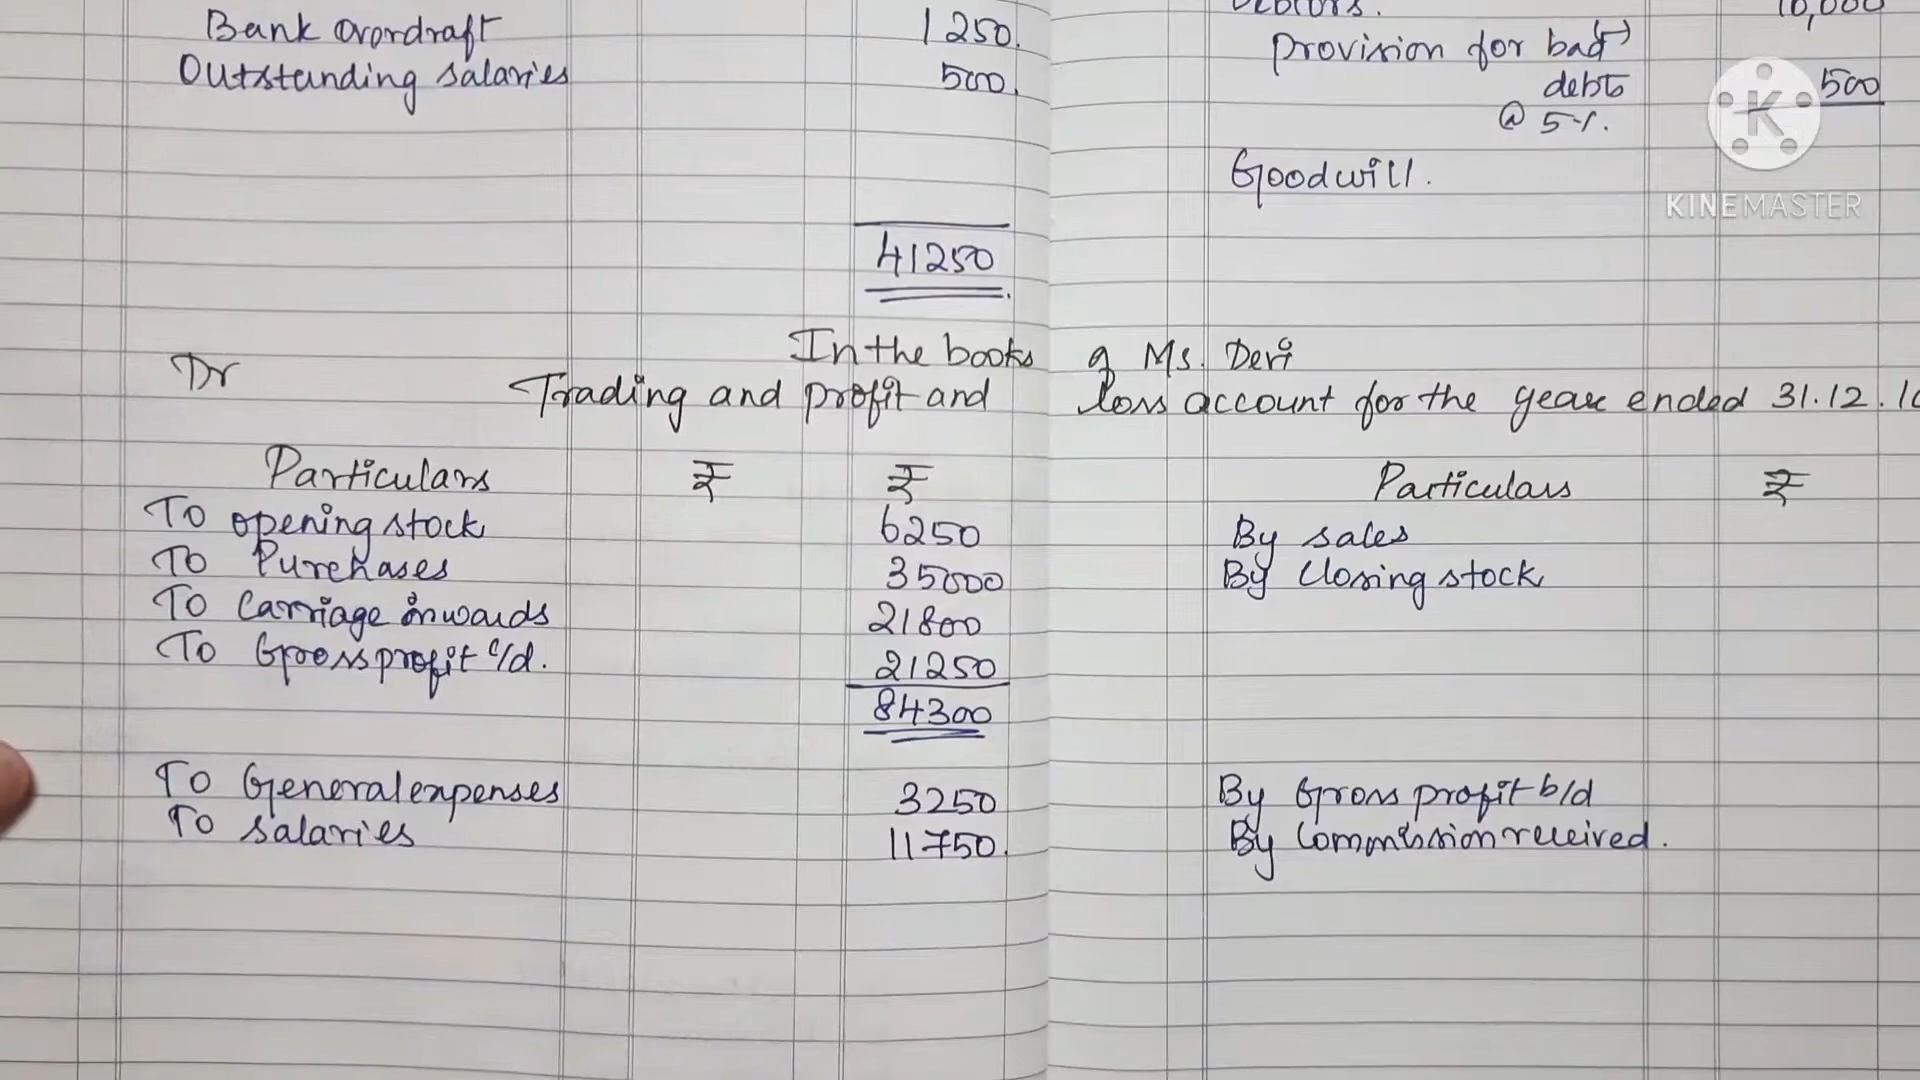 Bank overdraft 1250.
Outstanding salaries 500.
41250
Debtors. 10,000
Provision for bad (-)
debts 500
@ 5%.
Goodwill.
KINEMASTER
In the books of Ms. Devi
Dr
Trading and profit and loss account for the year ended 31.12.
Particulars ₹ ₹ Particulars ₹
To opening stock 6250 By sales
To Purchases 35000 By Closing stock
To Carriage inwards 21800
To Gross profit c/d. 21250
84300
To General expenses 3250 By Gross profit b/d
To salaries 11750. By Commission received.